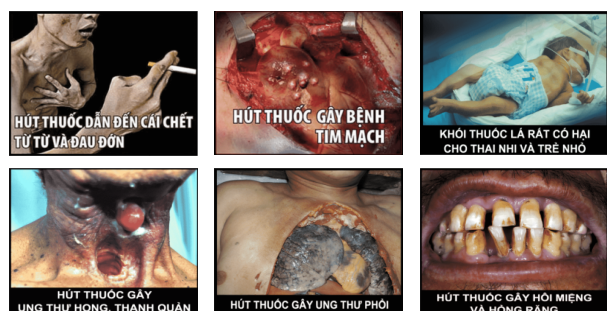 HÚT THUỐC DẪN ĐẾN CÁI CHẾT
TỪ TỪ VÀ ĐAU ĐỚN
HÚT THUỐC GÂY BỆNH
TIM MẠCH
KHÓI THUỐC LÁ RẤT CÓ HẠI
CHO THAI NHI VÀ TRẺ NHỎ
HÚT THUỐC GÂY
UNG THƯ HỌNG, THANH QUẢN
HÚT THUỐC GÂY UNG THƯ PHỔI
HÚT THUỐC GÂY HÔI MIỆNG
VÀ HỎNG RĂNG